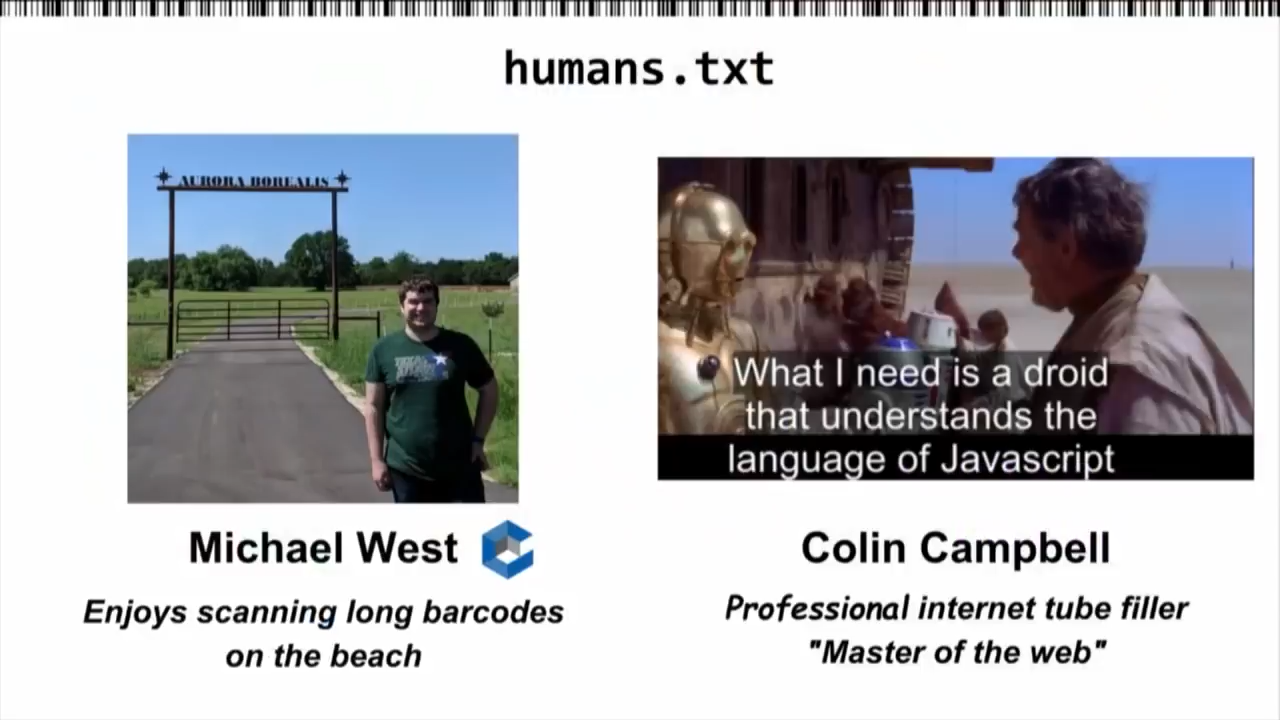 humans.txt
AURORA BOREALIS
What I need is a droid
that understands the
language of Javascript
Michael West
Enjoys scanning long barcodes
on the beach
Colin Campbell
Professional internet tube filler
"Master of the web"